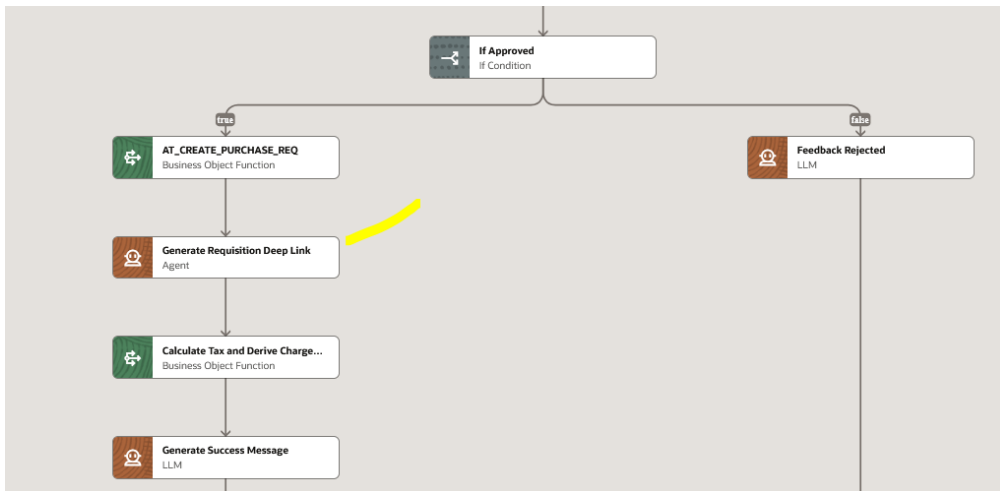 If Approved
If Condition
true
false
AT_CREATE_PURCHASE_REQ
Business Object Function
Feedback Rejected
LLM
Generate Requisition Deep Link
Agent
Calculate Tax and Derive Charge...
Business Object Function
Generate Success Message
LLM